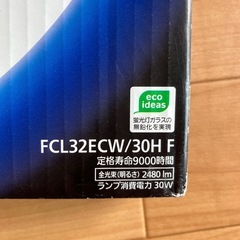 eco
ideas
蛍光灯ガラスの
無鉛化を実現
FCL32ECW/30H F
定格寿命9000時間
全光束(明るさ) 2480 lm
ランプ消費電力 30W